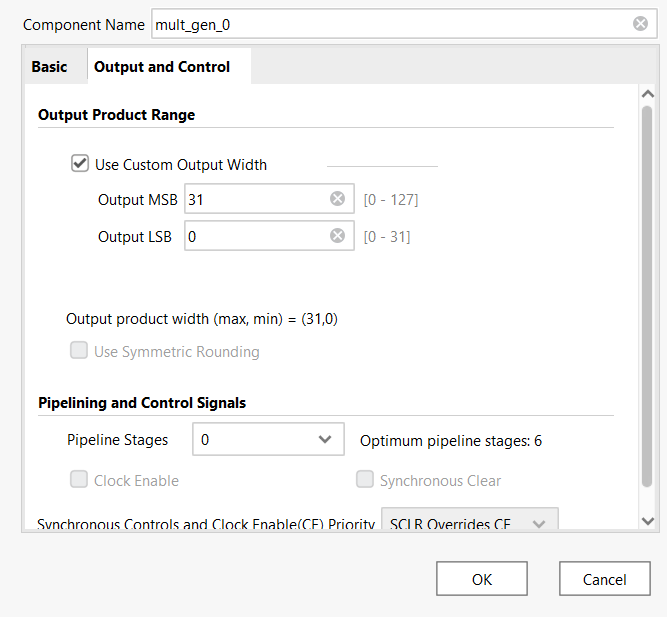 Component Name mult_gen_0
Basic Output and Control
Output Product Range
Use Custom Output Width
Output MSB 31 [0 - 127]
Output LSB 0 [0 - 31]
Output product width (max, min) = (31,0)
Use Symmetric Rounding
Pipelining and Control Signals
Pipeline Stages 0 Optimum pipeline stages: 6
Clock Enable Synchronous Clear
Synchronous Controls and Clock Enable(CE) Priority SCLR Overrides CE
OK Cancel